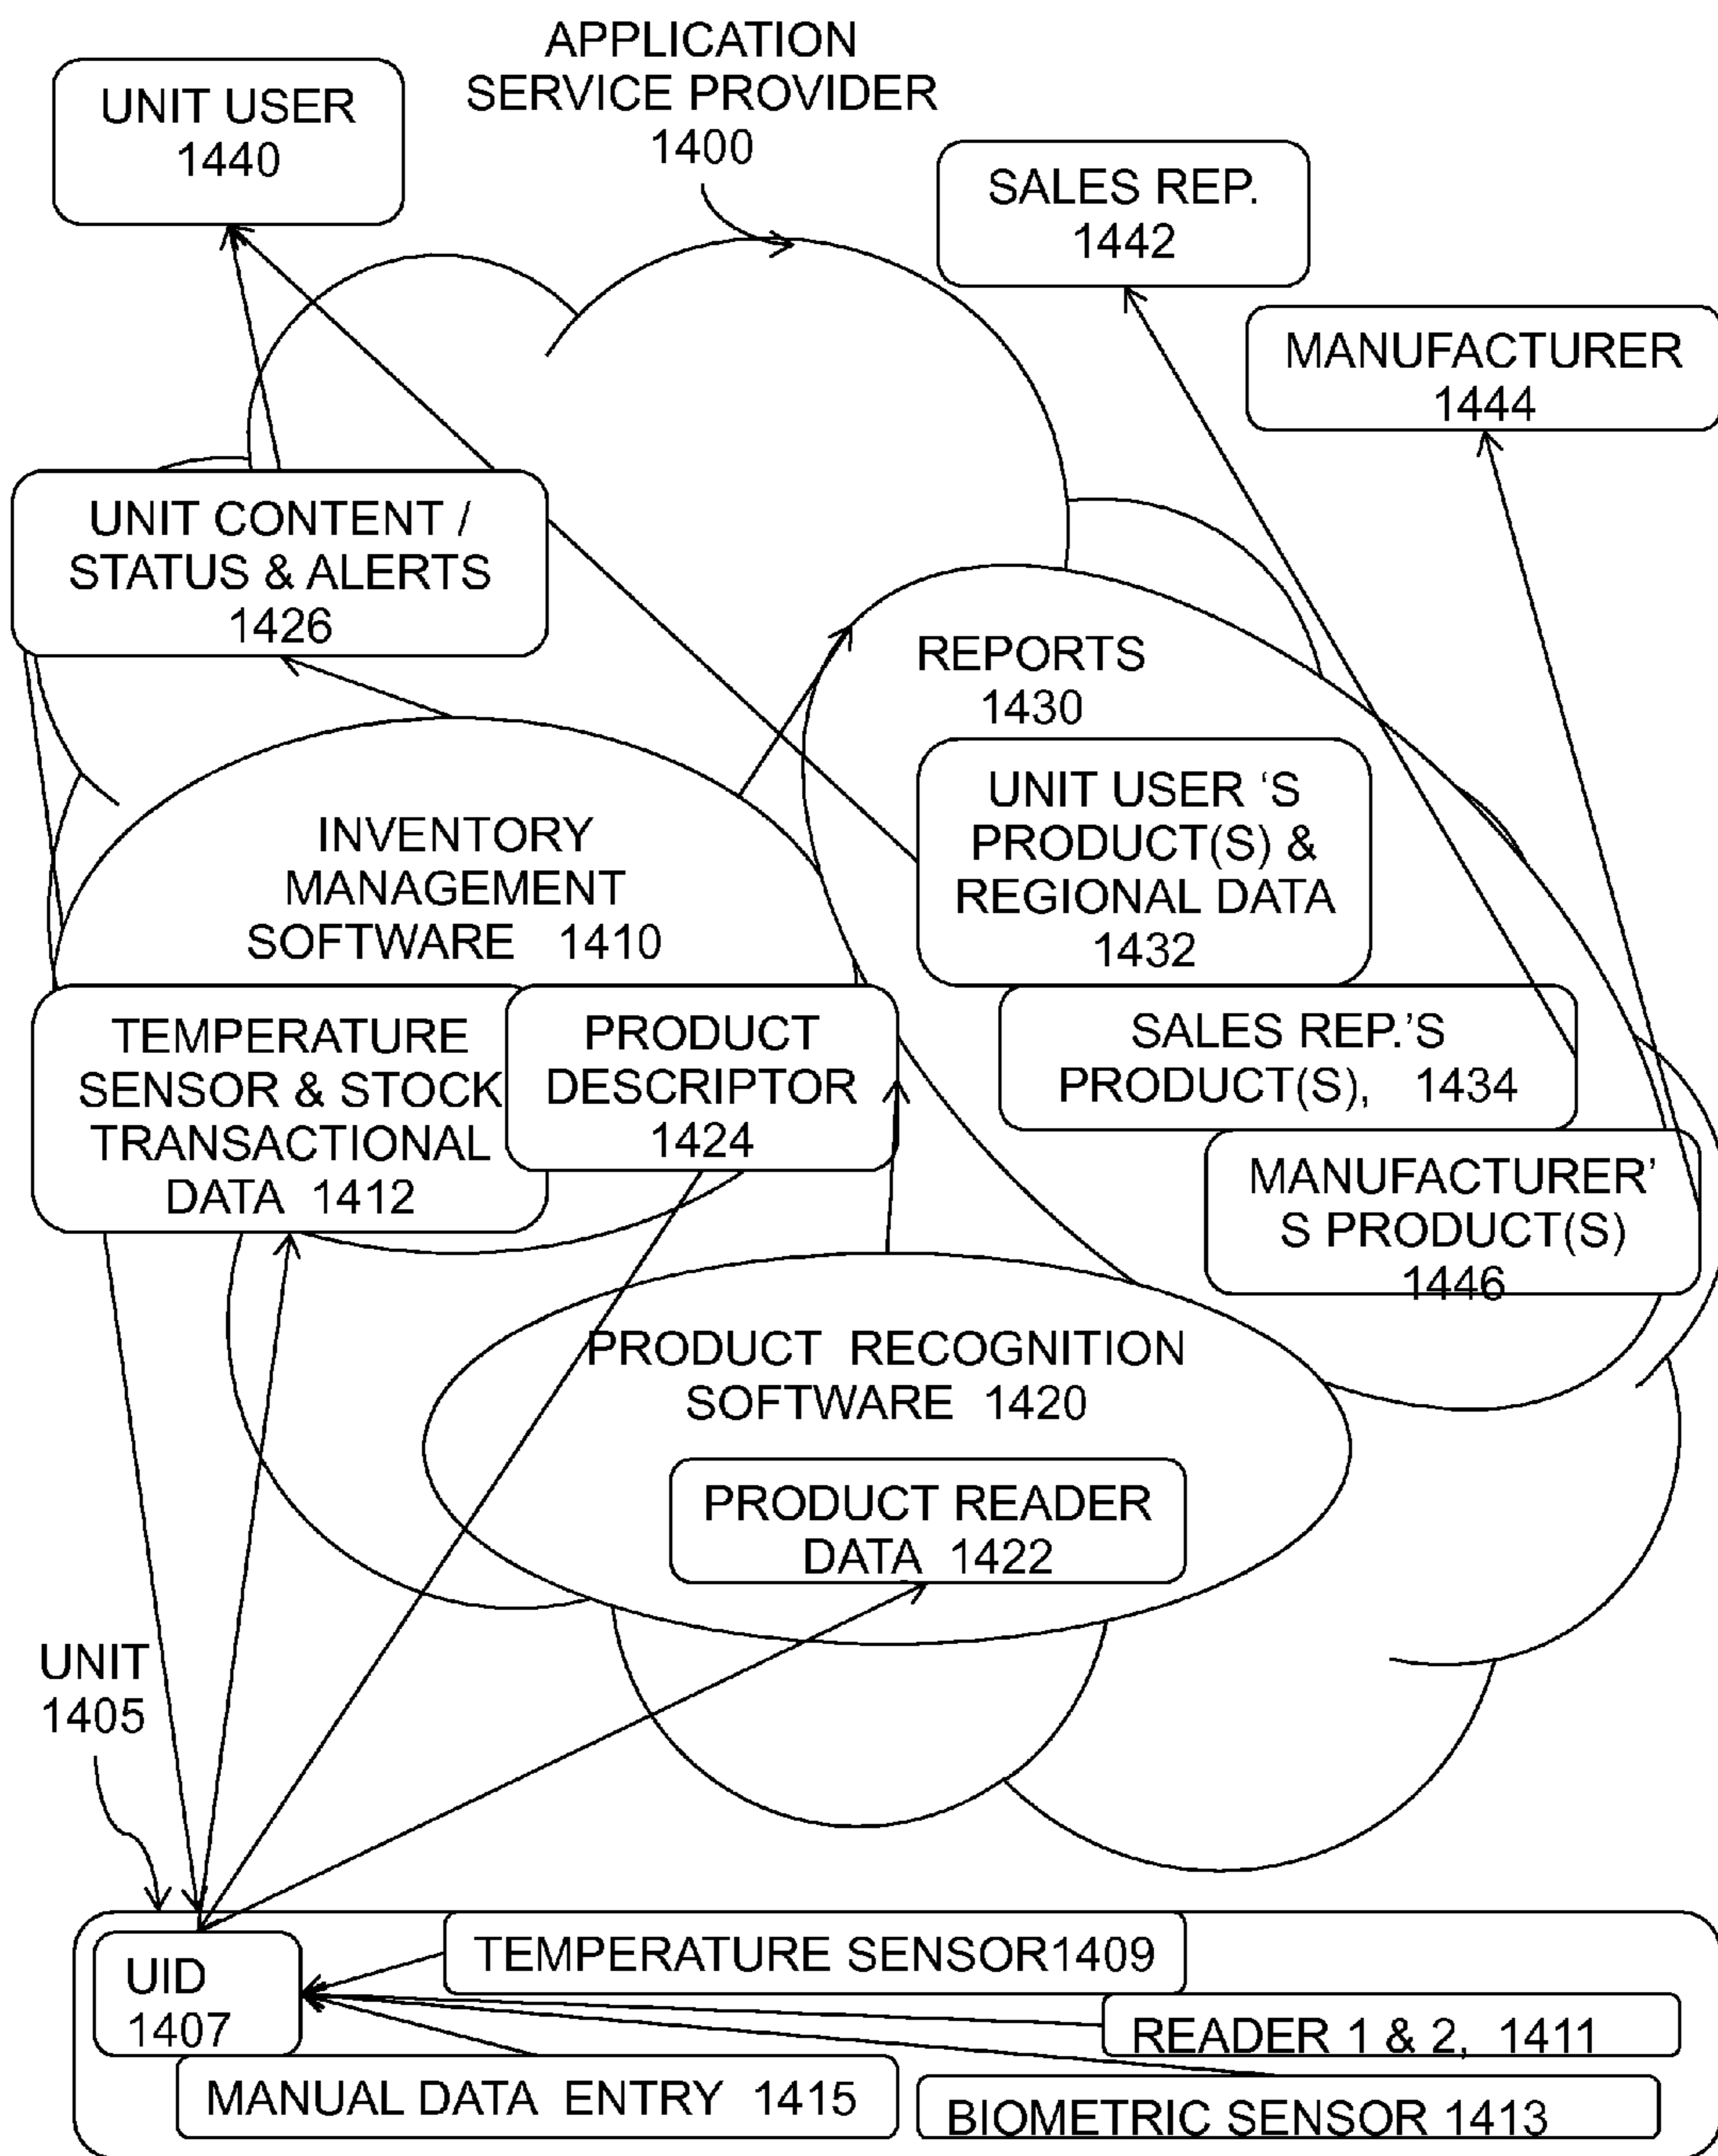 APPLICATION
SERVICE PROVIDER
1400
UNIT USER
1440
SALES REP.
1442
MANUFACTURER
1444
UNIT CONTENT /
STATUS & ALERTS
1426
REPORTS
1430
UNIT USER ‘S
PRODUCT(S) &
REGIONAL DATA
1432
INVENTORY
MANAGEMENT
SOFTWARE 1410
TEMPERATURE
SENSOR & STOCK
TRANSACTIONAL
DATA 1412
PRODUCT
DESCRIPTOR
1424
SALES REP.’S
PRODUCT(S), 1434
MANUFACTURER’
S PRODUCT(S)
1446
PRODUCT RECOGNITION
SOFTWARE 1420
PRODUCT READER
DATA 1422
UNIT
1405
UID
1407
TEMPERATURE SENSOR1409
READER 1 & 2, 1411
MANUAL DATA ENTRY 1415
BIOMETRIC SENSOR 1413